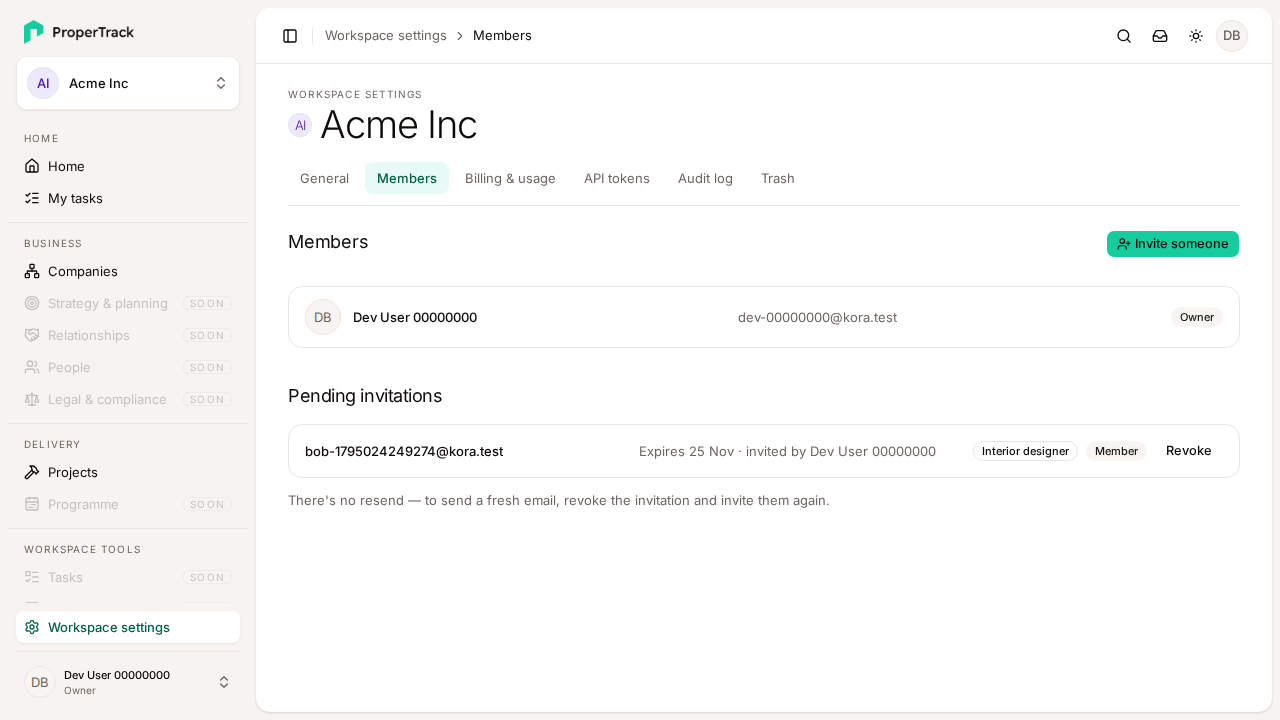 ProperTrack
AI Acme Inc
HOME
Home
My tasks
BUSINESS
Companies
Strategy & planning SOON
Relationships SOON
People SOON
Legal & compliance SOON
DELIVERY
Projects
Programme SOON
WORKSPACE TOOLS
Tasks SOON
Workspace settings
DB Dev User 00000000
Owner
Workspace settings Members
DB
WORKSPACE SETTINGS
AI Acme Inc
General Members Billing & usage API tokens Audit log Trash
Members
Invite someone
DB Dev User 00000000 dev-00000000@kora.test Owner
Pending invitations
bob-1795024249274@kora.test Expires 25 Nov · invited by Dev User 00000000 Interior designer Member Revoke
There's no resend — to send a fresh email, revoke the invitation and invite them again.